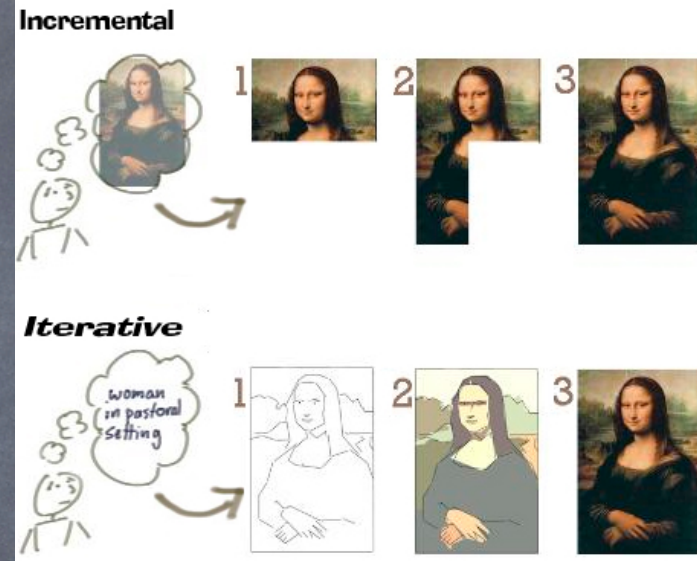 Incremental
1
2
3
Iterative
woman
in pastoral
setting
1
2
3